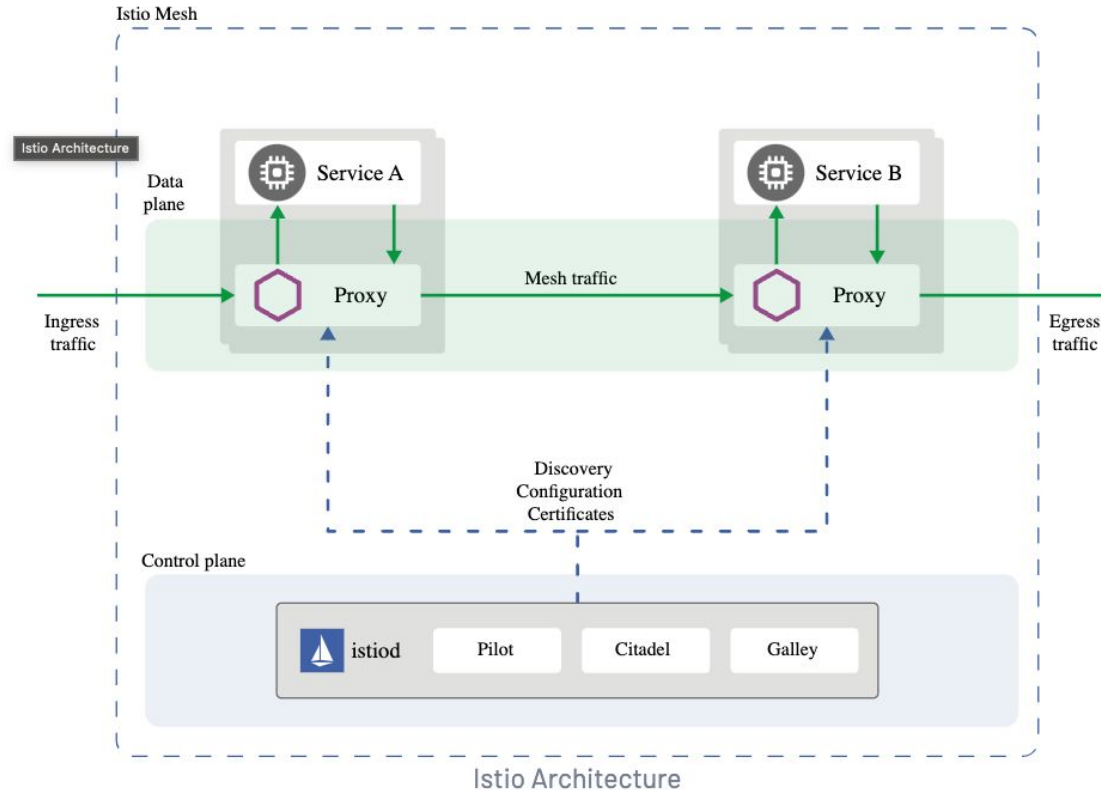 Istio Mesh
Istio Architecture
Data
plane
Service A
Service B
Proxy
Mesh traffic
Proxy
Ingress
traffic
Egress
traffic
Discovery
Configuration
Certificates
Control plane
istiod
Pilot
Citadel
Galley
Istio Architecture